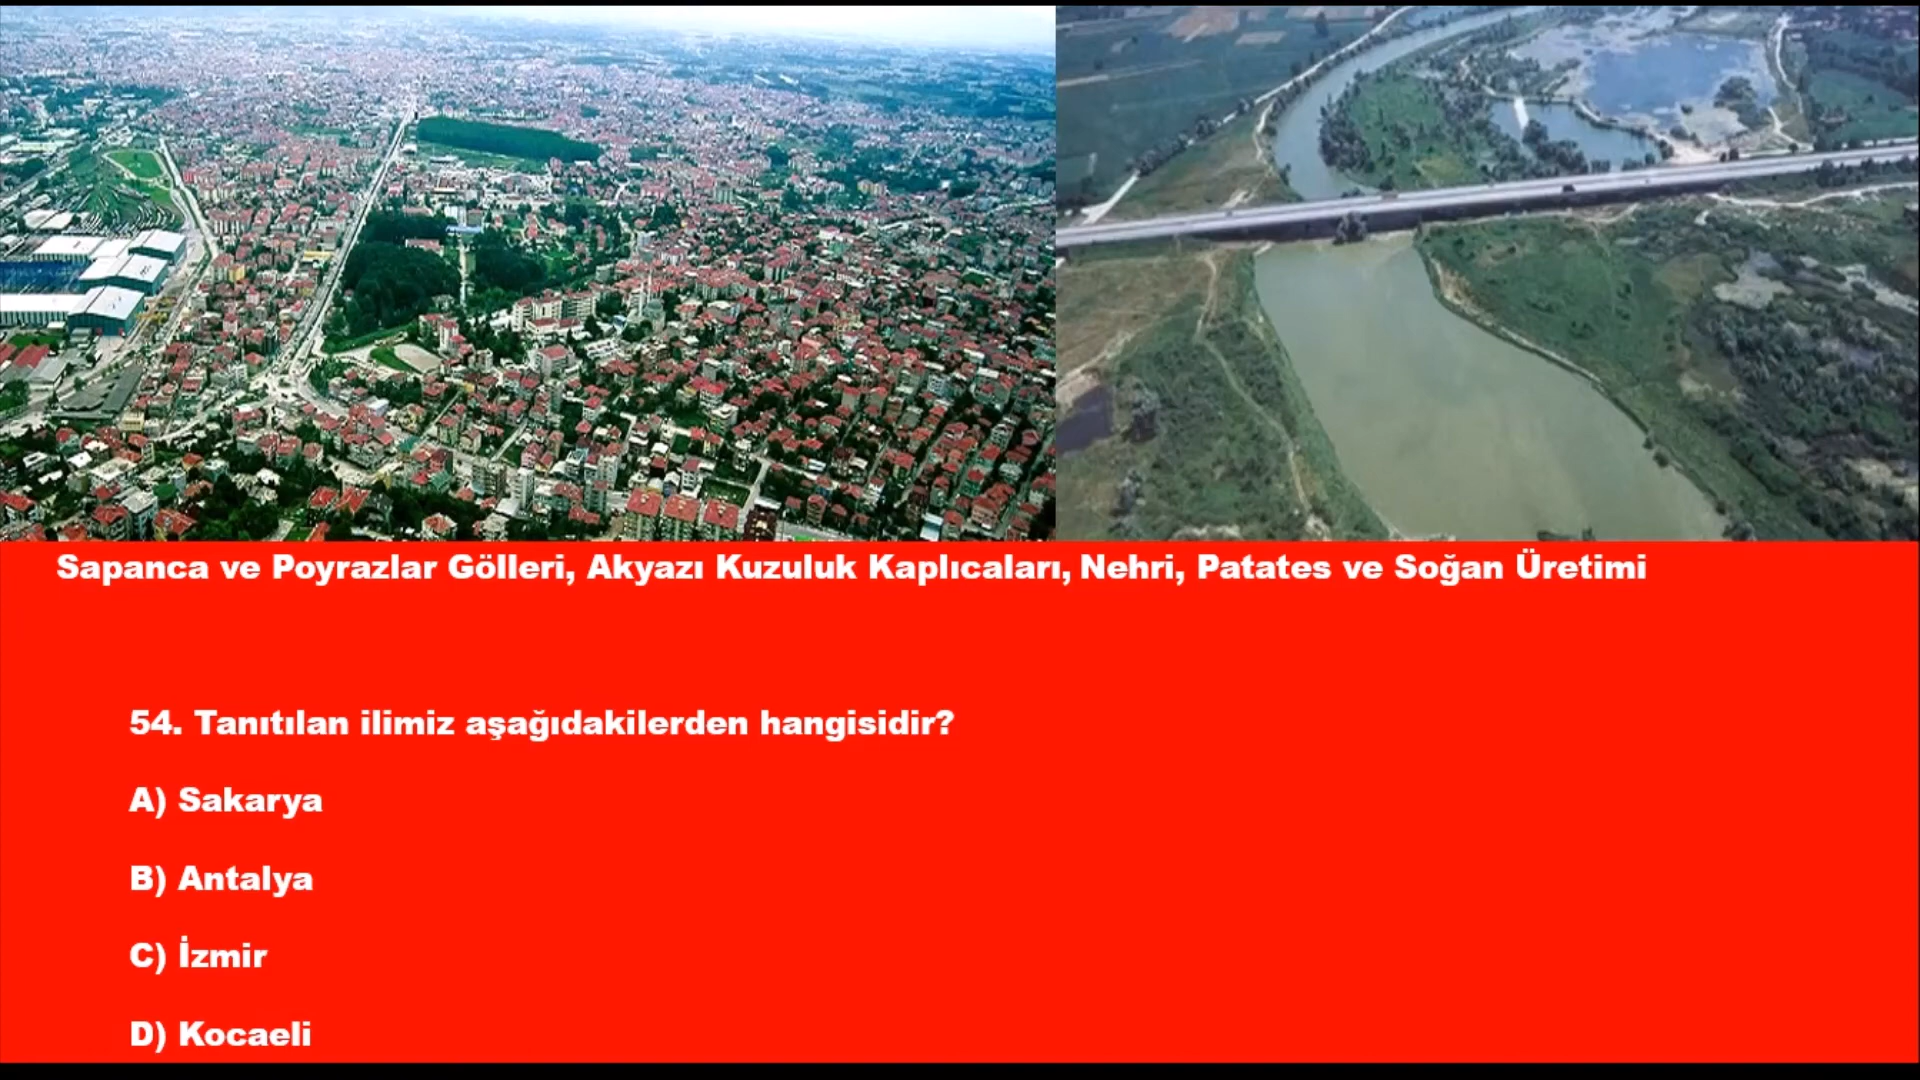 Sapanca ve Poyrazlar Gölleri, Akyazı Kuzuluk Kaplıcaları, Nehri, Patates ve Soğan Üretimi
54. Tanıtılan ilimiz aşağıdakilerden hangisidir?
A) Sakarya
B) Antalya
C) İzmir
D) Kocaeli